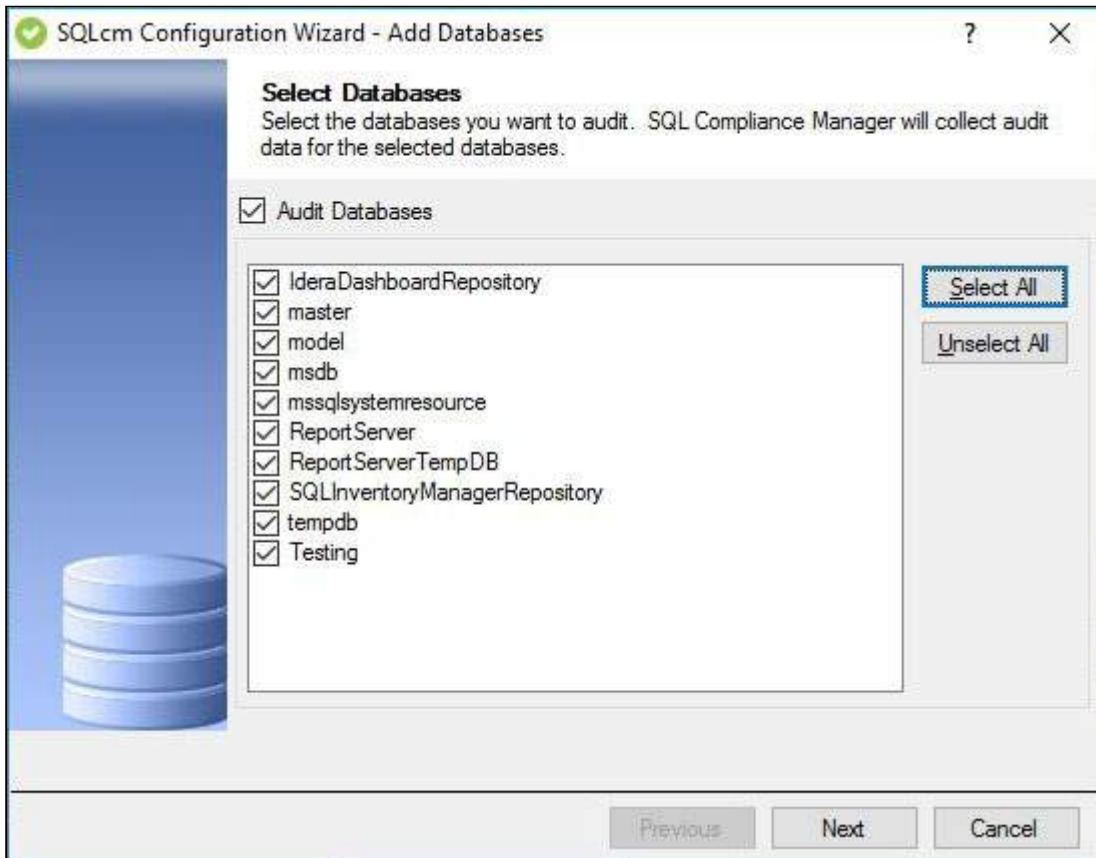 SQLcm Configuration Wizard - Add Databases ? ×
Select Databases
Select the databases you want to audit. SQL Compliance Manager will collect audit
data for the selected databases.
Audit Databases
IderaDashboardRepository
master
model
msdb
mssqlsystemresource
ReportServer
ReportServerTempDB
SQLInventoryManagerRepository
tempdb
Testing
Select All
Unselect All
Previous Next Cancel